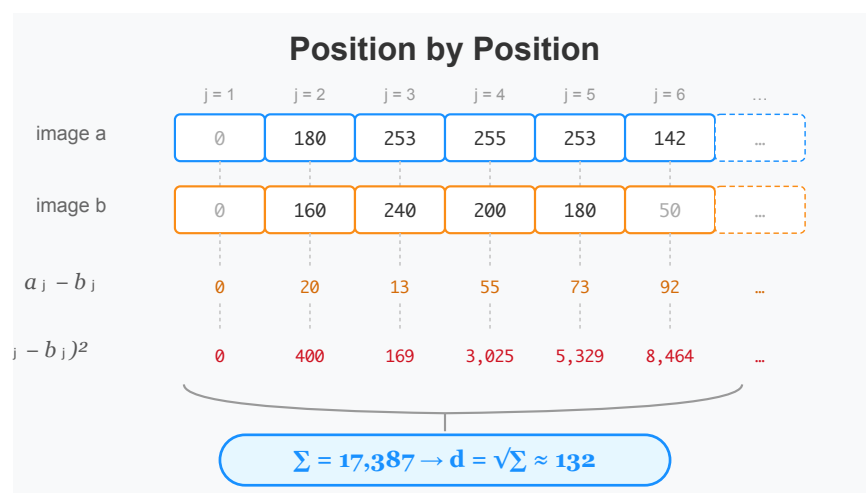 Position by Position
j = 1 j = 2 j = 3 j = 4 j = 5 j = 6 ...
image a 0 180 253 255 253 142 …
image b 0 160 240 200 180 50 …
a j − b j 0 20 13 55 73 92 …
j − b j )² 0 400 169 3,025 5,329 8,464 …
∑ = 17,387 → d = √∑ ≈ 132